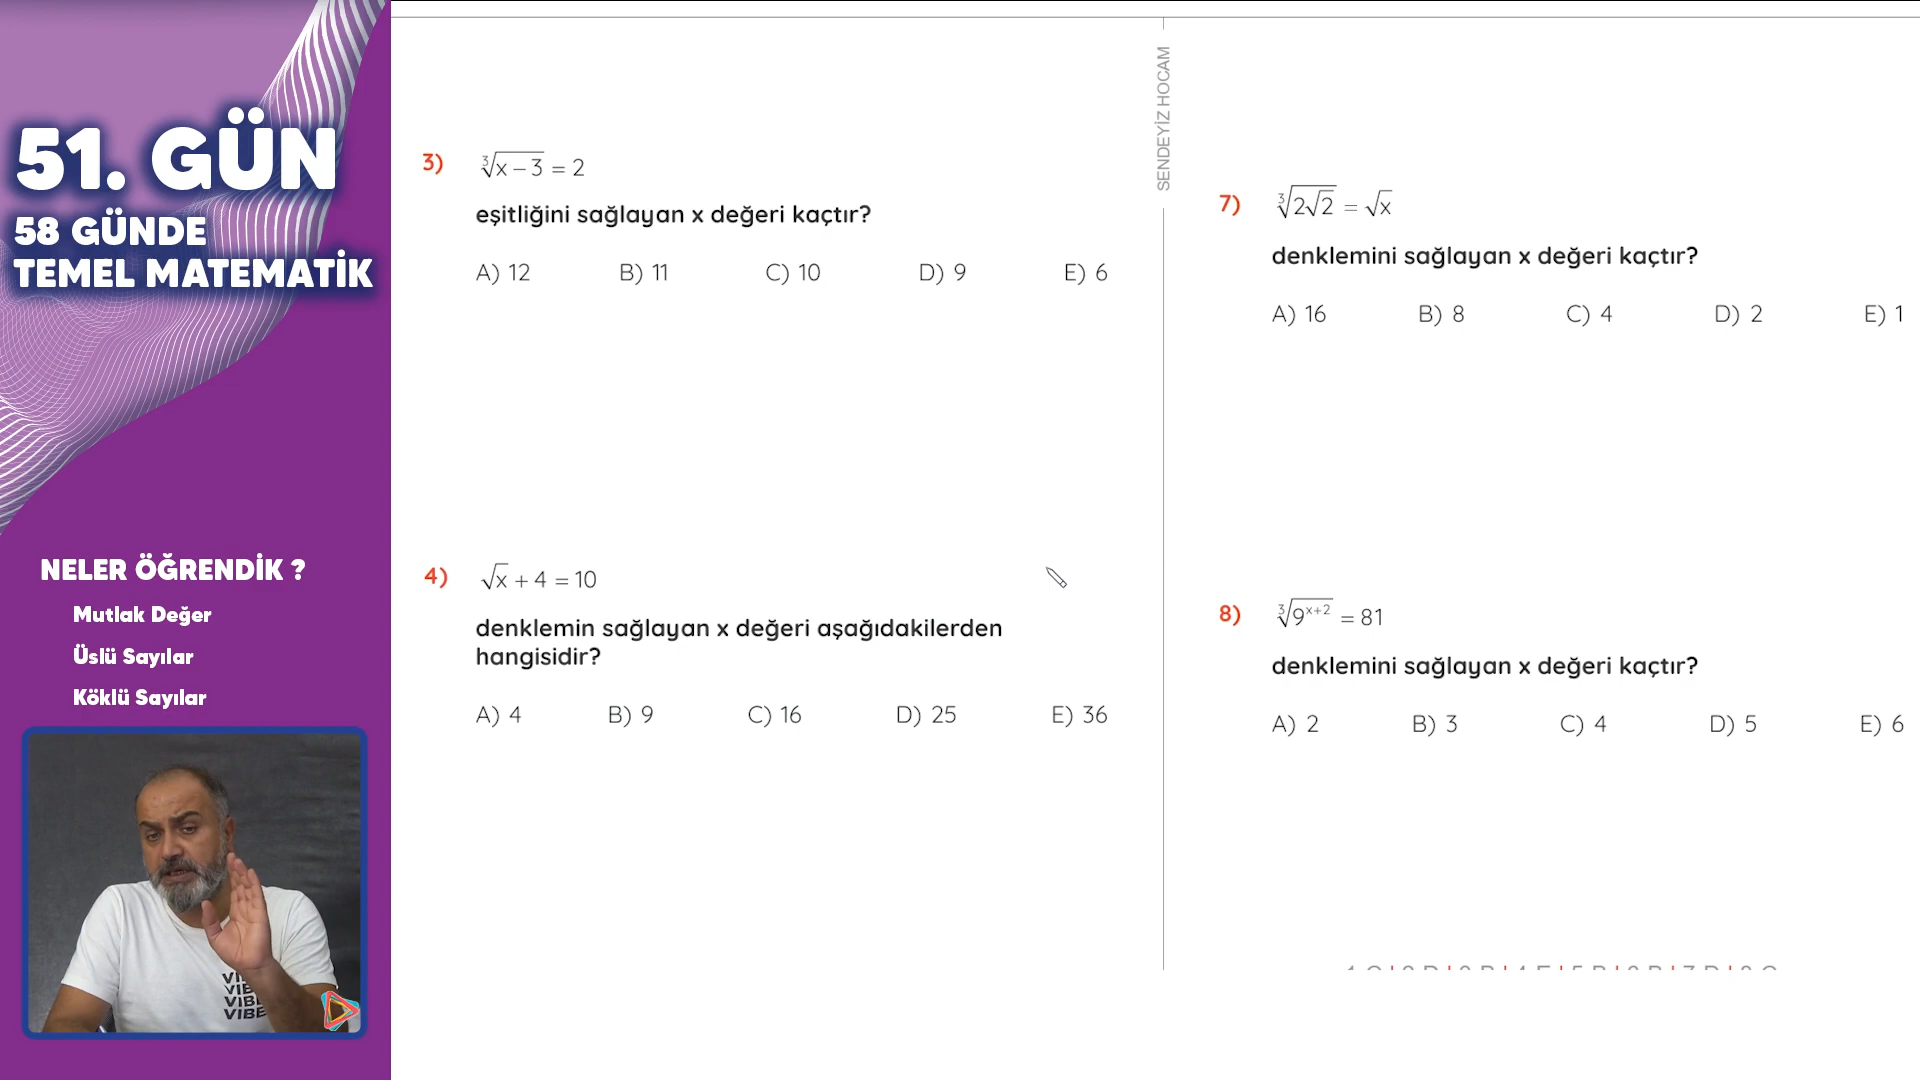 51. GÜN
58 GÜNDE
TEMEL MATEMATİK
NELER ÖĞRENDİK ?
Mutlak Değer
Üslü Sayılar
Köklü Sayılar
VIBE
VIBE
3) ∛(x − 3) = 2
eşitliğini sağlayan x değeri kaçtır?
A) 12 B) 11 C) 10 D) 9 E) 6
4) √x + 4 = 10
denklemin sağlayan x değeri aşağıdakilerden
hangisidir?
A) 4 B) 9 C) 16 D) 25 E) 36
SENDEYİZ HOCAM
7) ∛(2√2) = √x
denklemini sağlayan x değeri kaçtır?
A) 16 B) 8 C) 4 D) 2 E) 1
8) ∛(9^(x+2)) = 81
denklemini sağlayan x değeri kaçtır?
A) 2 B) 3 C) 4 D) 5 E) 6